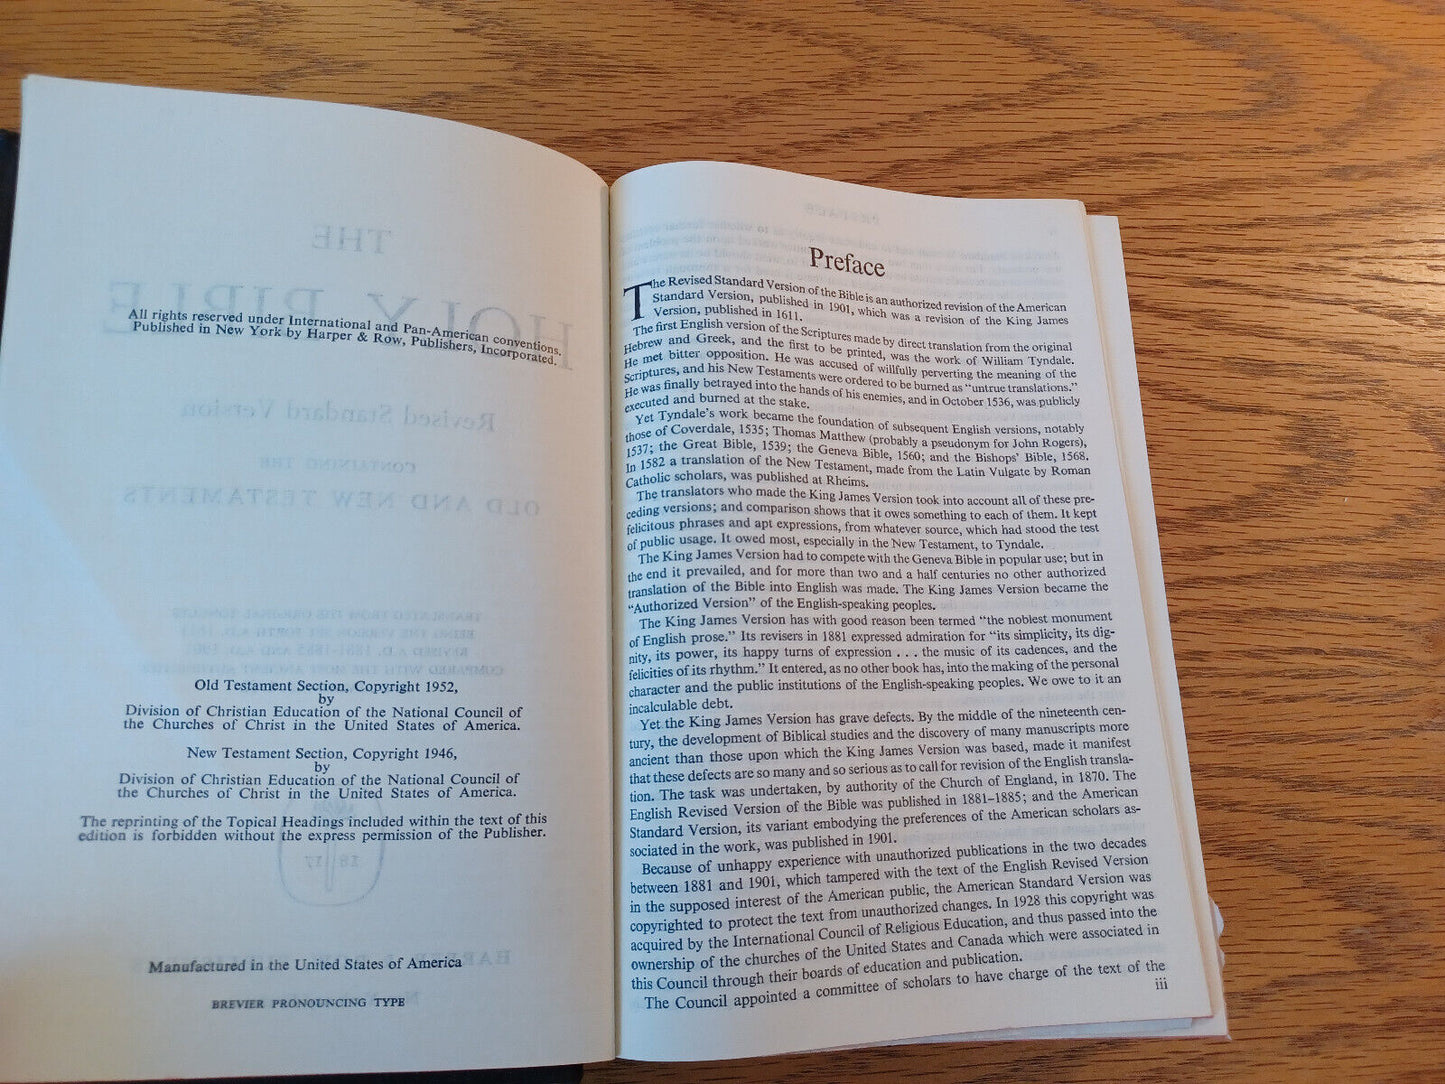 All rights reserved under International and Pan-American conventions.
Published in New York by Harper & Row, Publishers, Incorporated.
Old Testament Section, Copyright 1952,
by
Division of Christian Education of the National Council of
the Churches of Christ in the United States of America.
New Testament Section, Copyright 1946,
by
Division of Christian Education of the National Council of
the Churches of Christ in the United States of America.
The reprinting of the Topical Headings included within the text of this
edition is forbidden without the express permission of the Publisher.
Manufactured in the United States of America
BREVIER PRONOUNCING TYPE
Preface
The Revised Standard Version of the Bible is an authorized revision of the American
Standard Version, published in 1901, which was a revision of the King James
Version, published in 1611.
The first English version of the Scriptures made by direct translation from the original
Hebrew and Greek, and the first to be printed, was the work of William Tyndale.
He met bitter opposition. He was accused of willfully perverting the meaning of the
Scriptures, and his New Testaments were ordered to be burned as “untrue translations.”
He was finally betrayed into the hands of his enemies, and in October 1536, was publicly
executed and burned at the stake.
Yet Tyndale’s work became the foundation of subsequent English versions, notably
those of Coverdale, 1535; Thomas Matthew (probably a pseudonym for John Rogers),
1537; the Great Bible, 1539; the Geneva Bible, 1560; and the Bishops’ Bible, 1568.
In 1582 a translation of the New Testament, made from the Latin Vulgate by Roman
Catholic scholars, was published at Rheims.
The translators who made the King James Version took into account all of these pre-
ceding versions; and comparison shows that it owes something to each of them. It kept
felicitous phrases and apt expressions, from whatever source, which had stood the test
of public usage. It owed most, especially in the New Testament, to Tyndale.
The King James Version had to compete with the Geneva Bible in popular use; but in
the end it prevailed, and for more than two and a half centuries no other authorized
translation of the Bible into English was made. The King James Version became the
“Authorized Version” of the English-speaking peoples.
The King James Version has with good reason been termed “the noblest monument
of English prose.” Its revisers in 1881 expressed admiration for “its simplicity, its dig-
nity, its power, its happy turns of expression . . . the music of its cadences, and the
felicities of its rhythm.” It entered, as no other book has, into the making of the personal
character and the public institutions of the English-speaking peoples. We owe to it an
incalculable debt.
Yet the King James Version has grave defects. By the middle of the nineteenth cen-
tury, the development of Biblical studies and the discovery of many manuscripts more
ancient than those upon which the King James Version was based, made it manifest
that these defects are so many and so serious as to call for revision of the English transla-
tion. The task was undertaken, by authority of the Church of England, in 1870. The
English Revised Version of the Bible was published in 1881–1885; and the American
Standard Version, its variant embodying the preferences of the American scholars as-
sociated in the work, was published in 1901.
Because of unhappy experience with unauthorized publications in the two decades
between 1881 and 1901, which tampered with the text of the English Revised Version
in the supposed interest of the American public, the American Standard Version was
copyrighted to protect the text from unauthorized changes. In 1928 this copyright was
acquired by the International Council of Religious Education, and thus passed into the
ownership of the churches of the United States and Canada which were associated in
this Council through their boards of education and publication.
The Council appointed a committee of scholars to have charge of the text of the
iii